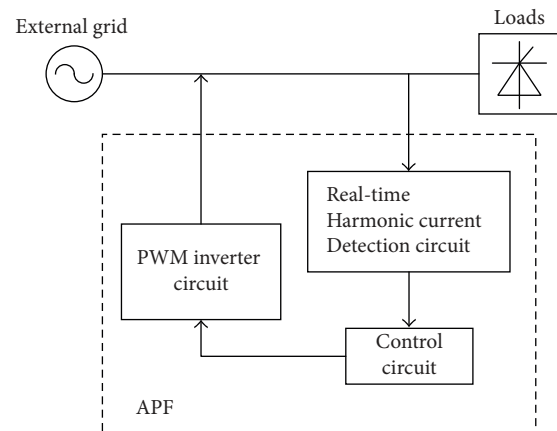 Loads
External grid
Real-time
Harmonic current
Detection circuit
PWM inverter
circuit
Control
circuit
APF